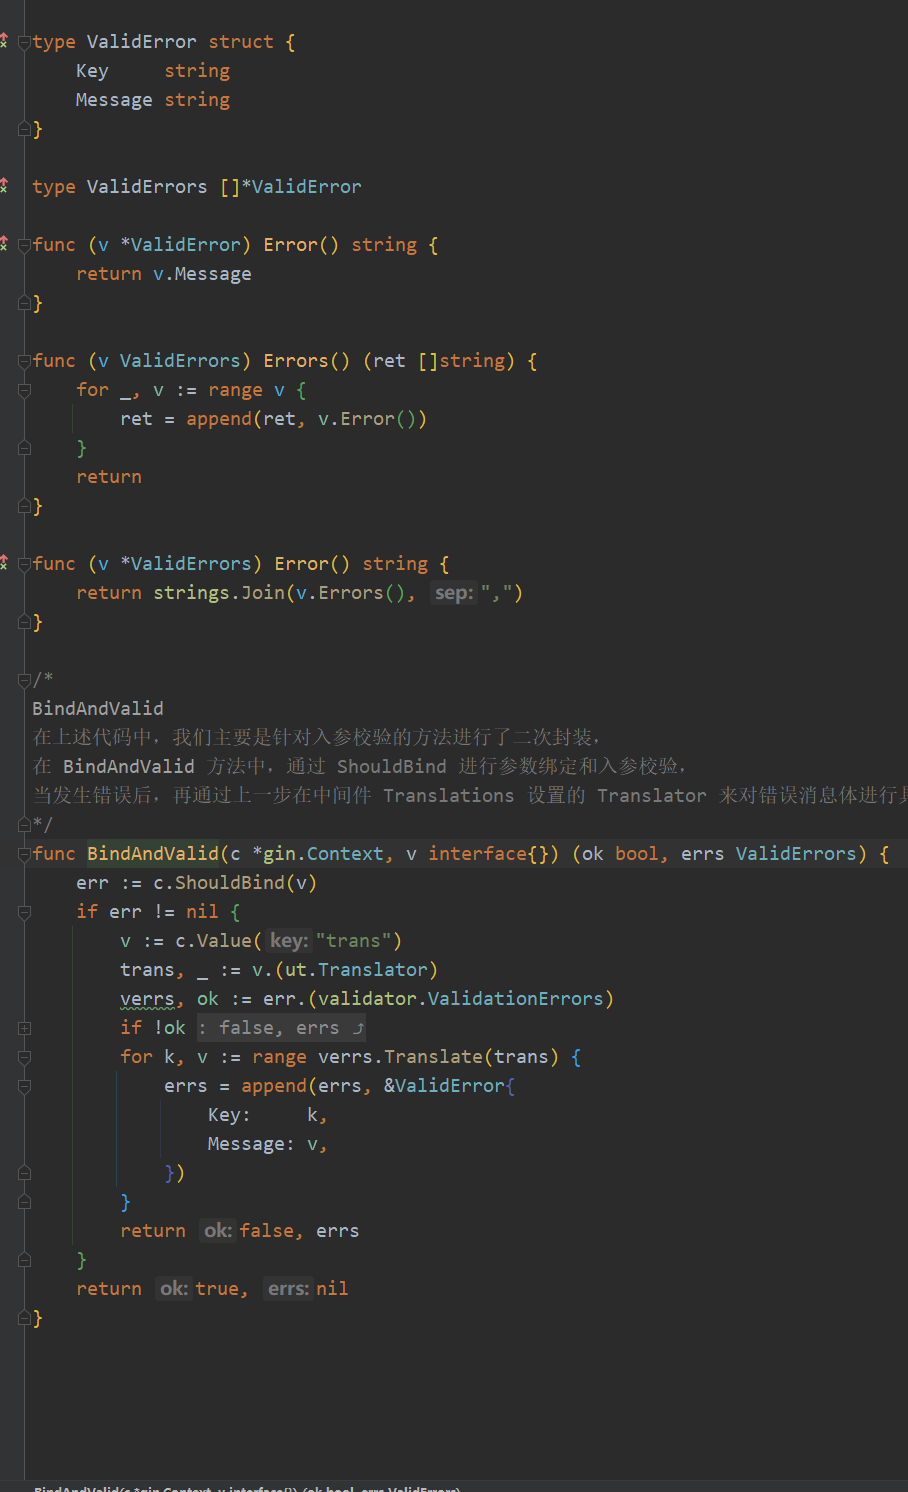 type ValidError struct {
    Key     string
    Message string
}
type ValidErrors []*ValidError
func (v *ValidError) Error() string {
    return v.Message
}
func (v ValidErrors) Errors() (ret []string) {
    for _, v := range v {
        ret = append(ret, v.Error())
    }
    return
}
func (v *ValidErrors) Error() string {
    return strings.Join(v.Errors(), sep: ",")
}
/*
BindAndValid
在上述代码中，我们主要是针对入参校验的方法进行了二次封装，
在 BindAndValid 方法中，通过 ShouldBind 进行参数绑定和入参校验，
当发生错误后，再通过上一步在中间件 Translations 设置的 Translator 来对错误消息体进行
*/
func BindAndValid(c *gin.Context, v interface{}) (ok bool, errs ValidErrors) {
    err := c.ShouldBind(v)
    if err != nil {
        v := c.Value( key: "trans")
        trans, _ := v.(ut.Translator)
        verrs, ok := err.(validator.ValidationErrors)
        if !ok : false, errs ⤴
        for k, v := range verrs.Translate(trans) {
            errs = append(errs, &ValidError{
                Key:     k,
                Message: v,
            })
        }
        return ok: false, errs
    }
    return ok: true, errs: nil
}
BindAndValid(c *gin.Context, v interface{}) (ok bool, errs ValidErrors)